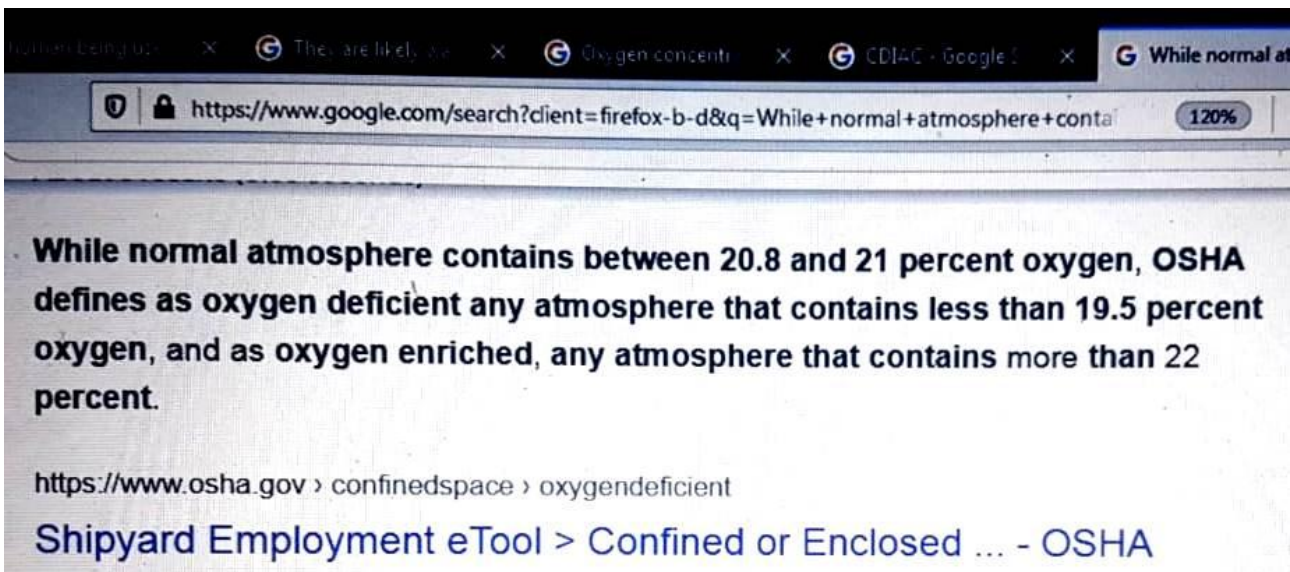 The are likely
Oxygen concentr
CDIAC - Google S
While normal at
https://www.google.com/search?client=firefox-b-d&q=While+normal+atmosphere+contai
120%
While normal atmosphere contains between 20.8 and 21 percent oxygen, OSHA
defines as oxygen deficient any atmosphere that contains less than 19.5 percent
oxygen, and as oxygen enriched, any atmosphere that contains more than 22
percent.
https://www.osha.gov › confinedspace › oxygendeficient
Shipyard Employment eTool > Confined or Enclosed ... - OSHA